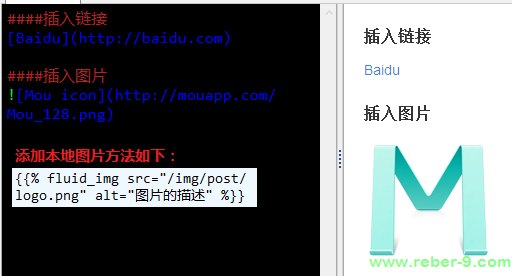 ####插入链接
[Baidu](http://baidu.com)
####插入图片
![Mou icon](http://mouapp.com/
Mou_128.png)
添加本地图片方法如下：
{{% fluid_img src="/img/post/
logo.png" alt="图片的描述" %}}
插入链接
Baidu
插入图片
www.reber-9.com